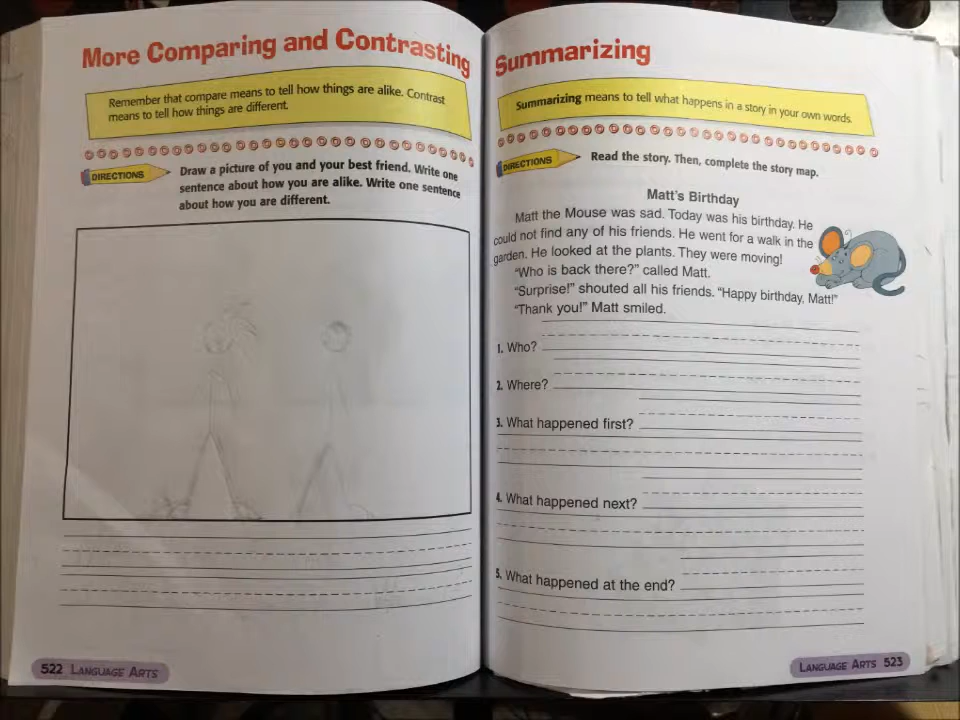 More Comparing and Contrasting
Remember that compare means to tell how things are alike. Contrast
means to tell how things are different.
DIRECTIONS
Draw a picture of you and your best friend. Write one
sentence about how you are alike. Write one sentence
about how you are different.
522 LANGUAGE ARTS
Summarizing
Summarizing means to tell what happens in a story in your own words.
DIRECTIONS
Read the story. Then, complete the story map.
Matt's Birthday
Matt the Mouse was sad. Today was his birthday. He
could not find any of his friends. He went for a walk in the
garden. He looked at the plants. They were moving!
"Who is back there?" called Matt.
"Surprise!" shouted all his friends. "Happy birthday, Matt!"
"Thank you!" Matt smiled.
1. Who?
2. Where?
3. What happened first?
4. What happened next?
5. What happened at the end?
LANGUAGE ARTS 523